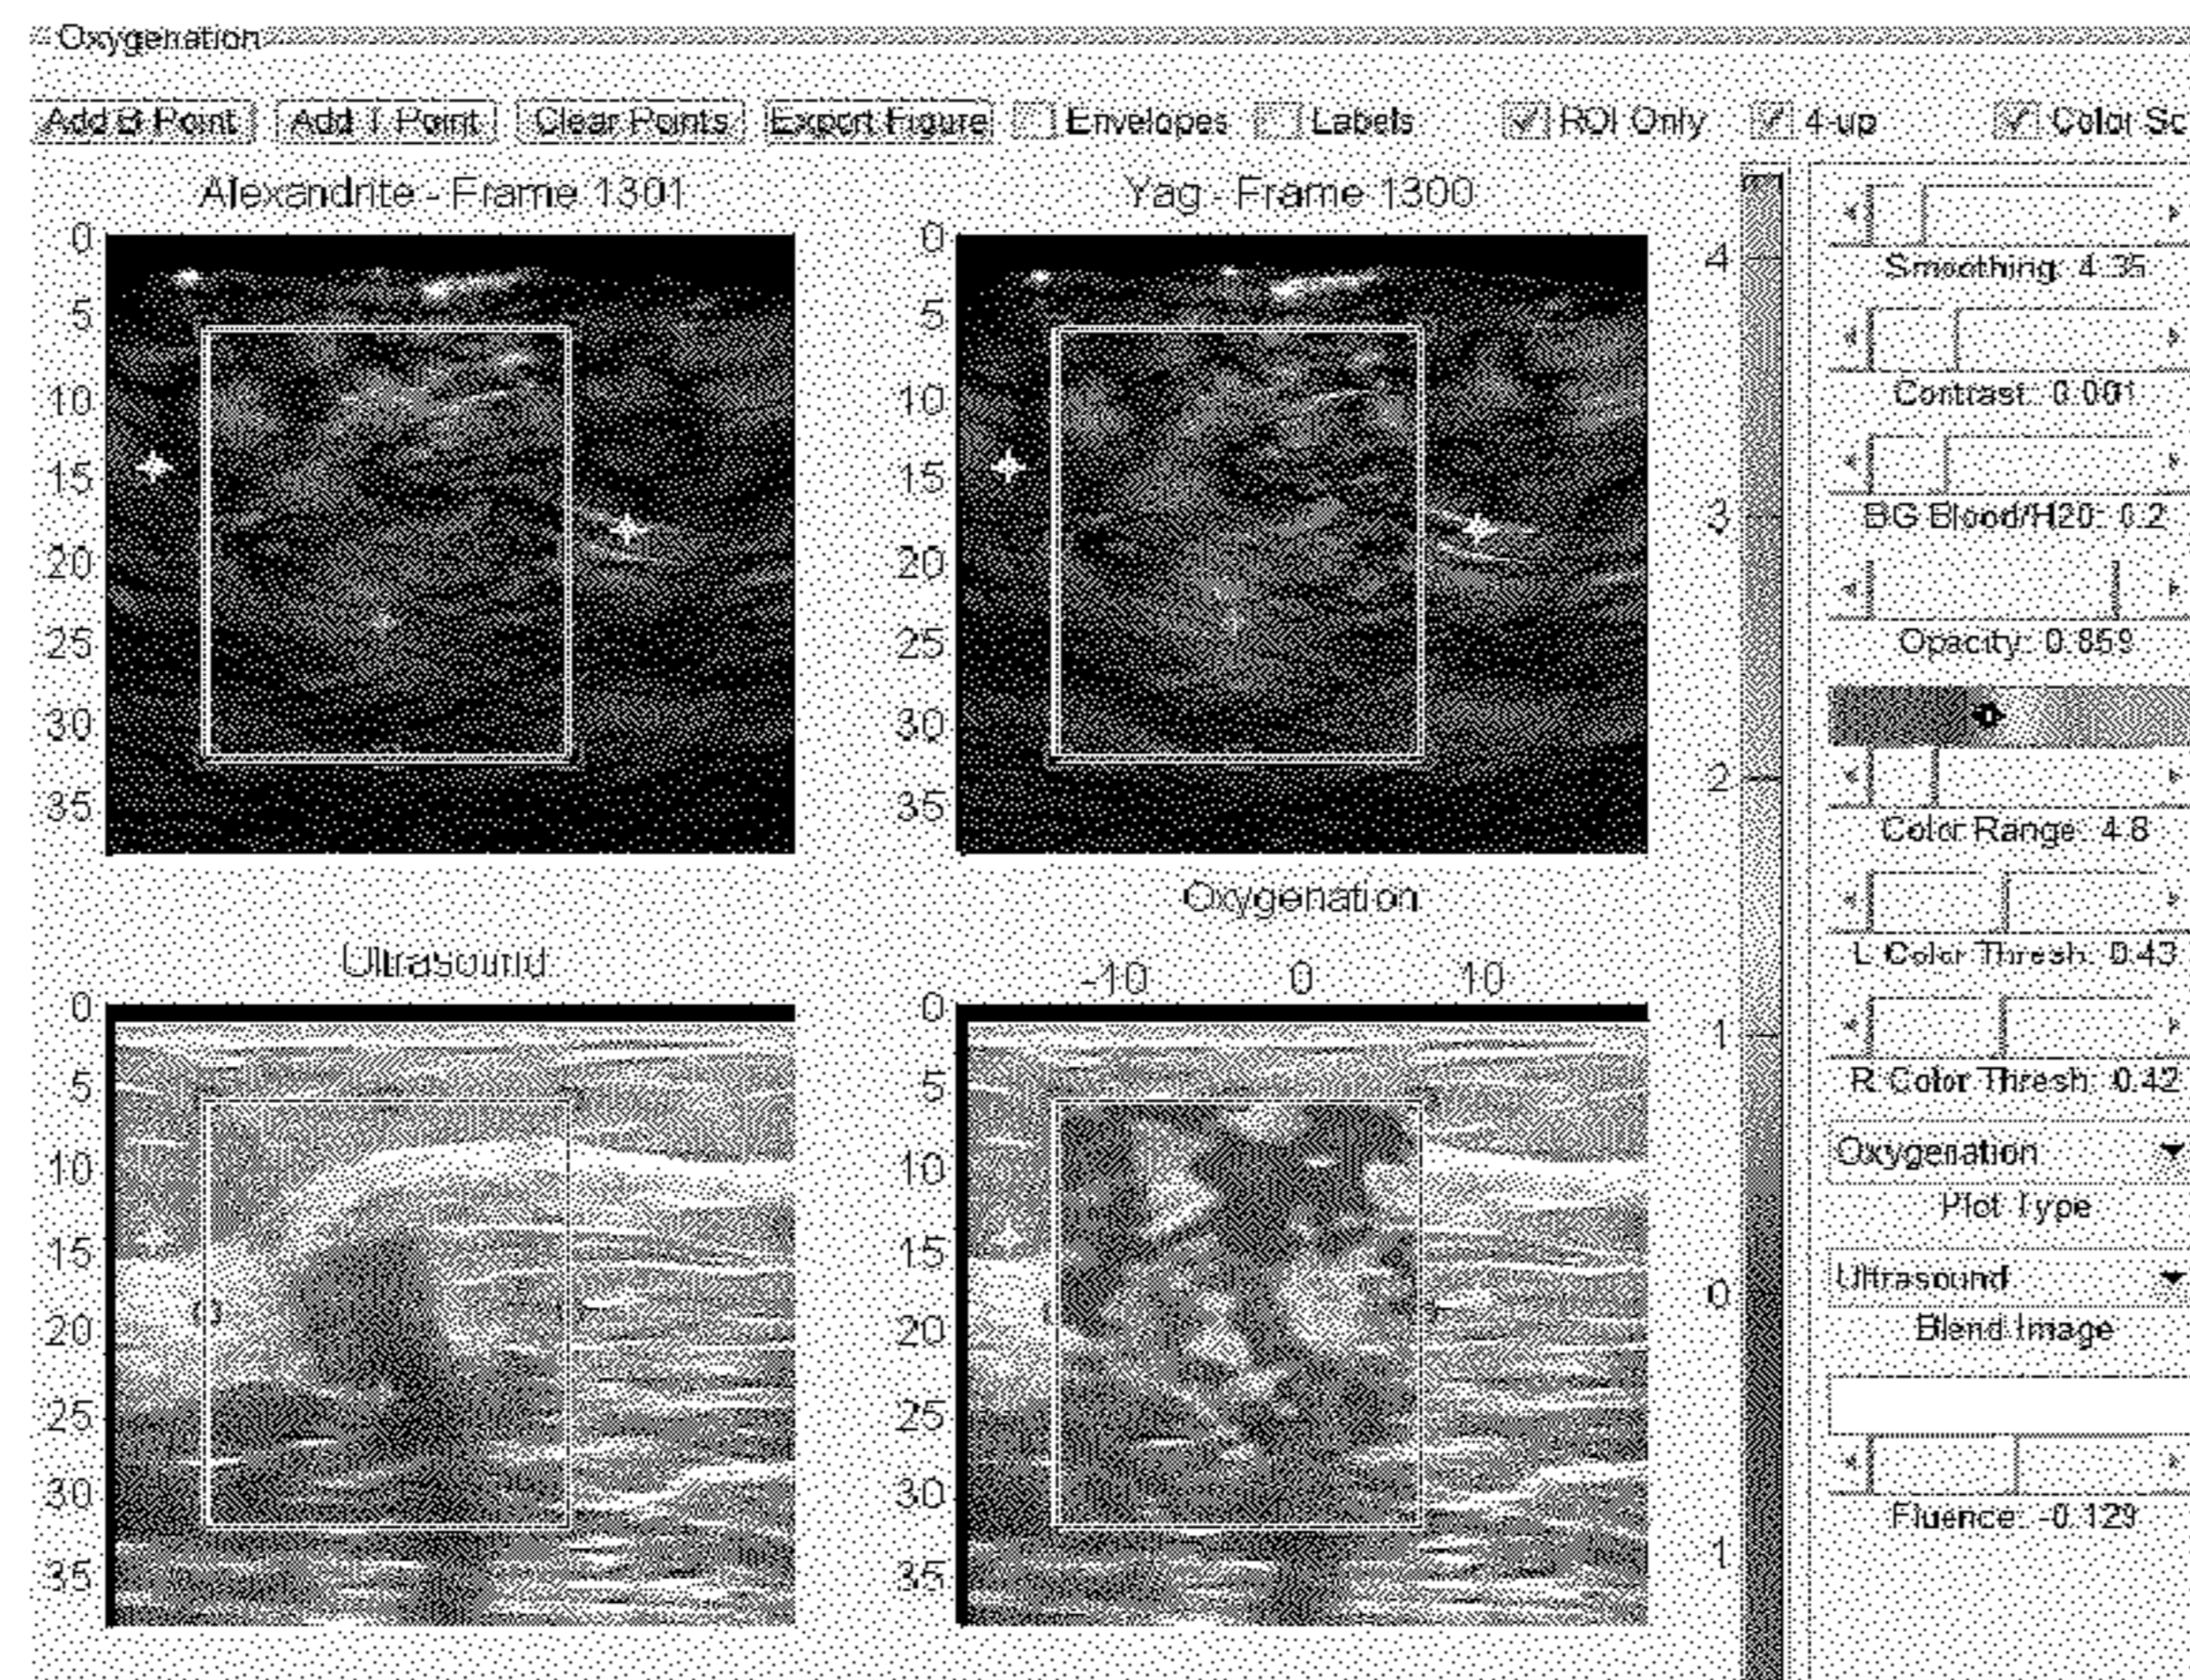 Oxygenation
Add B Point Add T Point Clear Points Export Figure Envelopes Labels ROI Only 4-up Color Sc
Alexandrite - Frame 1301 Yag - Frame 1300
0 5 10 15 20 25 30 35
0 5 10 15 20 25 30 35
Ultrasound
0 5 10 15 20 25 30 35
Oxygenation
-10 0 10
0 5 10 15 20 25 30 35
4 3 2 1 0 1
Smoothing: 4.35
Contrast: 0.001
BG Blood/H20: 0.2
Opacity: 0.859
Color Range: 4.8
L Color Thresh: 0.43
R Color Thresh: 0.42
Oxygenation
Plot Type
Ultrasound
Blend Image
Fluence: -0.129